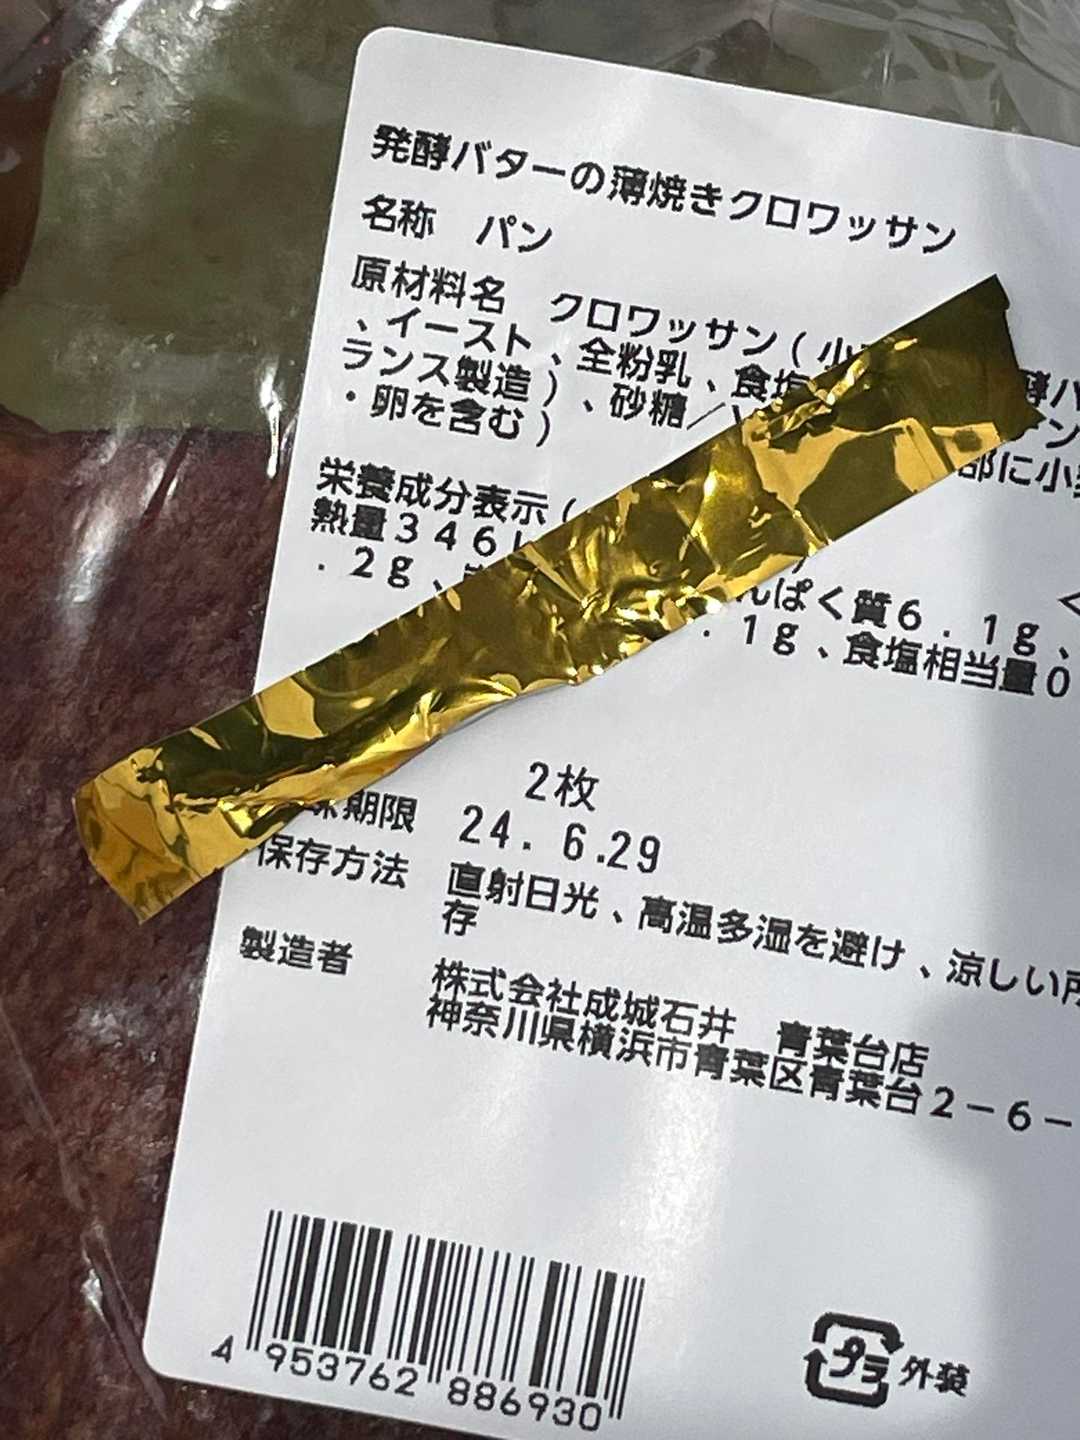 発酵バターの薄焼きクロワッサン
名称　パン
原材料名　クロワッサン（小
、イースト、全粉乳、食塩
ランス製造）、砂糖／
・卵を含む）
部に小麦
栄養成分表示（
熱量３４６
んぱく質６．１ｇ、
．２ｇ、
．１ｇ、食塩相当量０
２枚
味期限　24. 6.29
保存方法　直射日光、高温多湿を避け、涼しい所
存
製造者　株式会社成城石井　青葉台店
神奈川県横浜市青葉区青葉台２－６－
4 953762 886930
プラ 外装